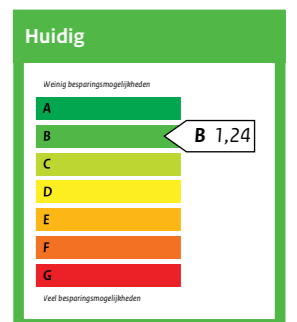 Huidig
Weinig besparingsmogelijkheden
A
B
B 1,24
C
D
E
F
G
Veel besparingsmogelijkheden